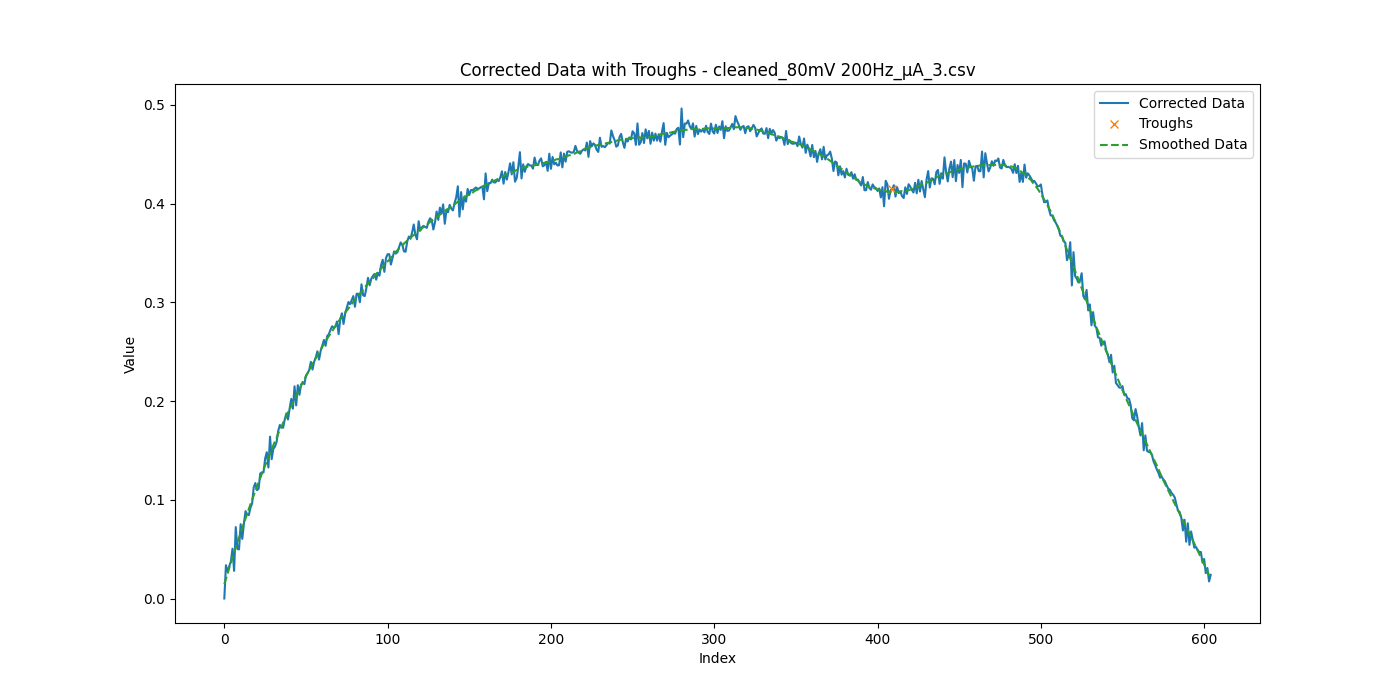 Corrected Data with Troughs - cleaned_80mV 200Hz_µA_3.csv
Corrected Data
Troughs
Smoothed Data
Value
0.5
0.4
0.3
0.2
0.1
0.0
0 100 200 300 400 500 600
Index